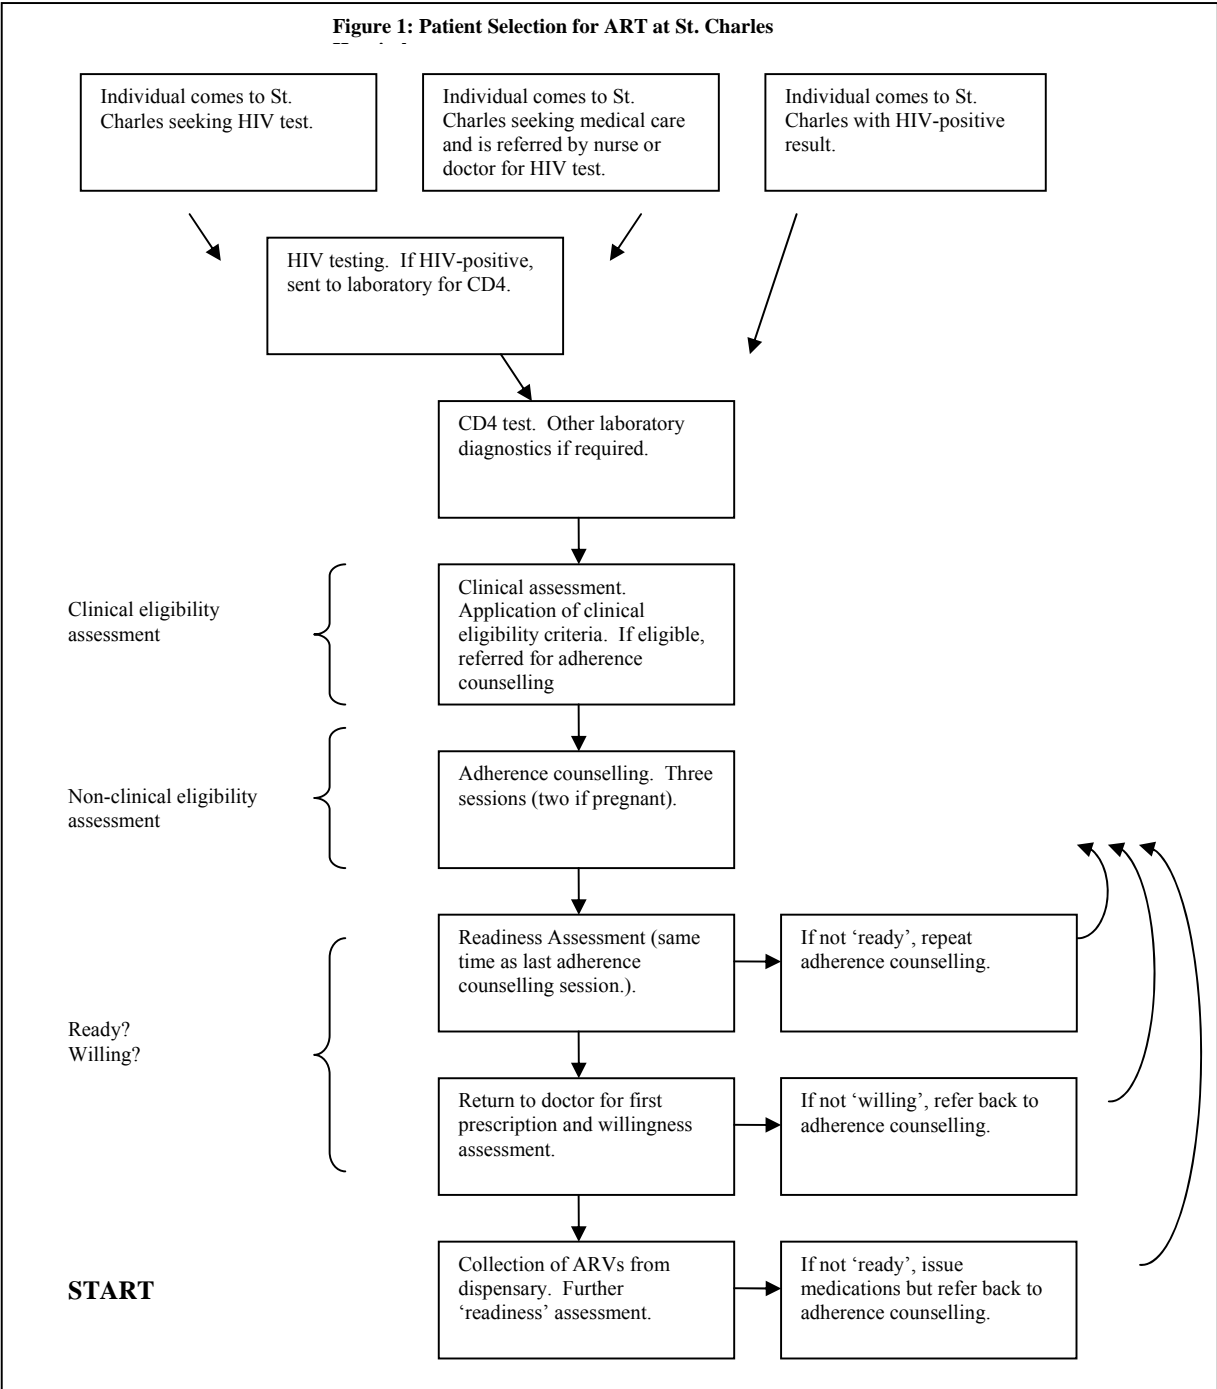 Figure 1: Patient Selection for ART at St. Charles
Individual comes to St.
Charles seeking HIV test.
Individual comes to St.
Charles seeking medical care
and is referred by nurse or
doctor for HIV test.
Individual comes to St.
Charles with HIV-positive
result.
HIV testing.  If HIV-positive,
sent to laboratory for CD4.
CD4 test.  Other laboratory
diagnostics if required.
Clinical eligibility
assessment
Clinical assessment.
Application of clinical
eligibility criteria.  If eligible,
referred for adherence
counselling
Non-clinical eligibility
assessment
Adherence counselling.  Three
sessions (two if pregnant).
Ready?
Willing?
Readiness Assessment (same
time as last adherence
counselling session.).
If not ‘ready’, repeat
adherence counselling.
Return to doctor for first
prescription and willingness
assessment.
If not ‘willing’, refer back to
adherence counselling.
START
Collection of ARVs from
dispensary.  Further
‘readiness’ assessment.
If not ‘ready’, issue
medications but refer back to
adherence counselling.